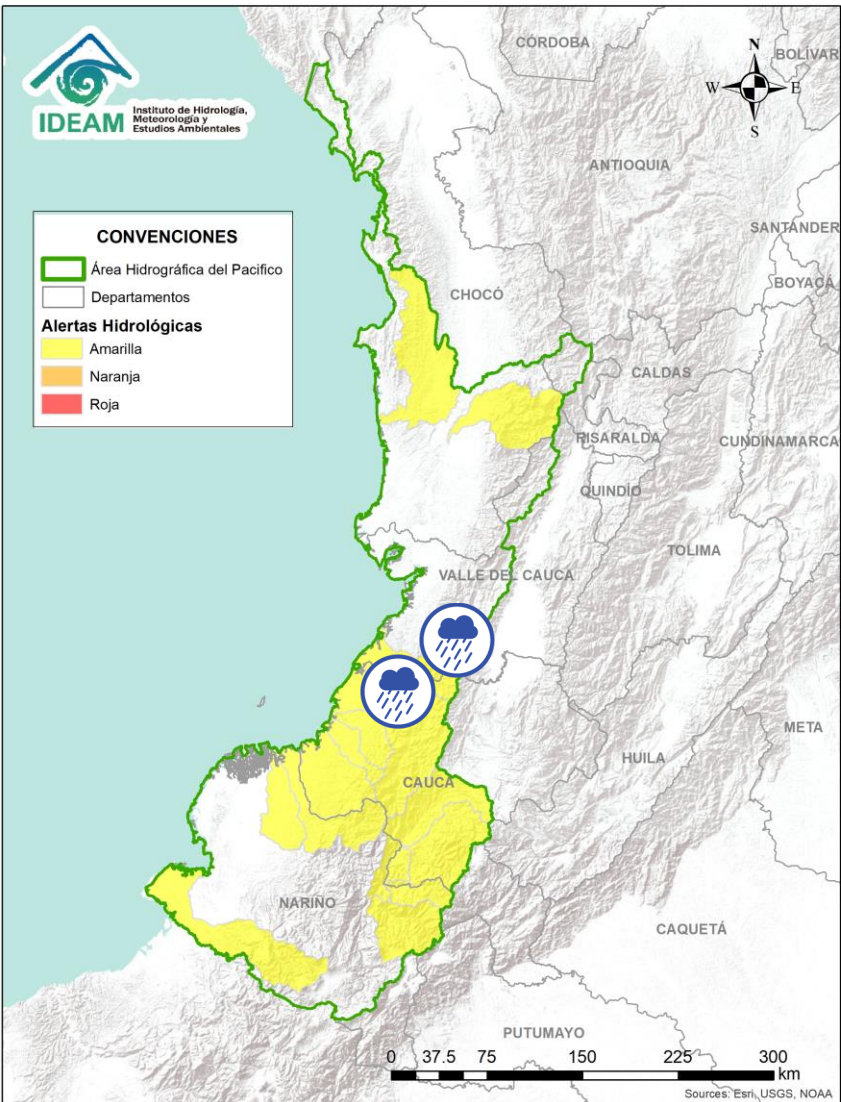 IDEAM
Instituto de Hidrología,
Meteorología y
Estudios Ambientales
N
W
E
S
CÓRDOBA
BOLÍVAR
ANTIOQUIA
SANTANDER
BOYACÁ
CHOCÓ
CONVENCIONES
Área Hidrográfica del Pacifico
Departamentos
Alertas Hidrológicas
Amarilla
Naranja
Roja
CALDAS
RISARALDA
CUNDINAMARCA
QUINDÍO
TOLIMA
VALLE DEL CAUCA
META
HUILA
CAUCA
NARIÑO
CAQUETÁ
PUTUMAYO
0 37.5 75 150 225 300
km
Sources: Esri, USGS, NOAA